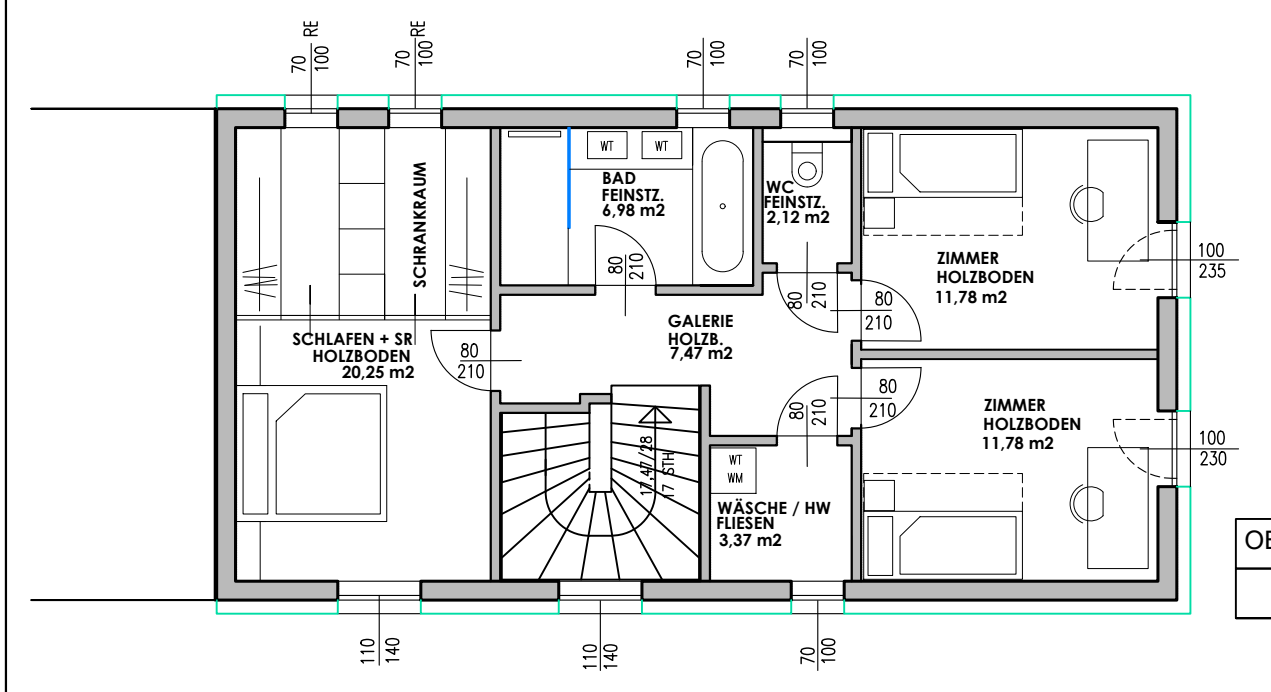 70 RE
100
70 RE
100
70
100
70
100
SCHRANKRAUM
WT
WT
BAD
FEINSTZ.
6,98 m2
WC
FEINSTZ.
2,12 m2
ZIMMER
HOLZBODEN
11,78 m2
100
235
80
210
80
210
80
210
GALERIE
HOLZB.
7,47 m2
SCHLAFEN + SR
HOLZBODEN
20,25 m2
80
210
80
210
80
210
ZIMMER
HOLZBODEN
11,78 m2
100
230
17,47/28
17 STH
WT
WM
WÄSCHE / HW
FLIESEN
3,37 m2
110
140
110
140
70
100